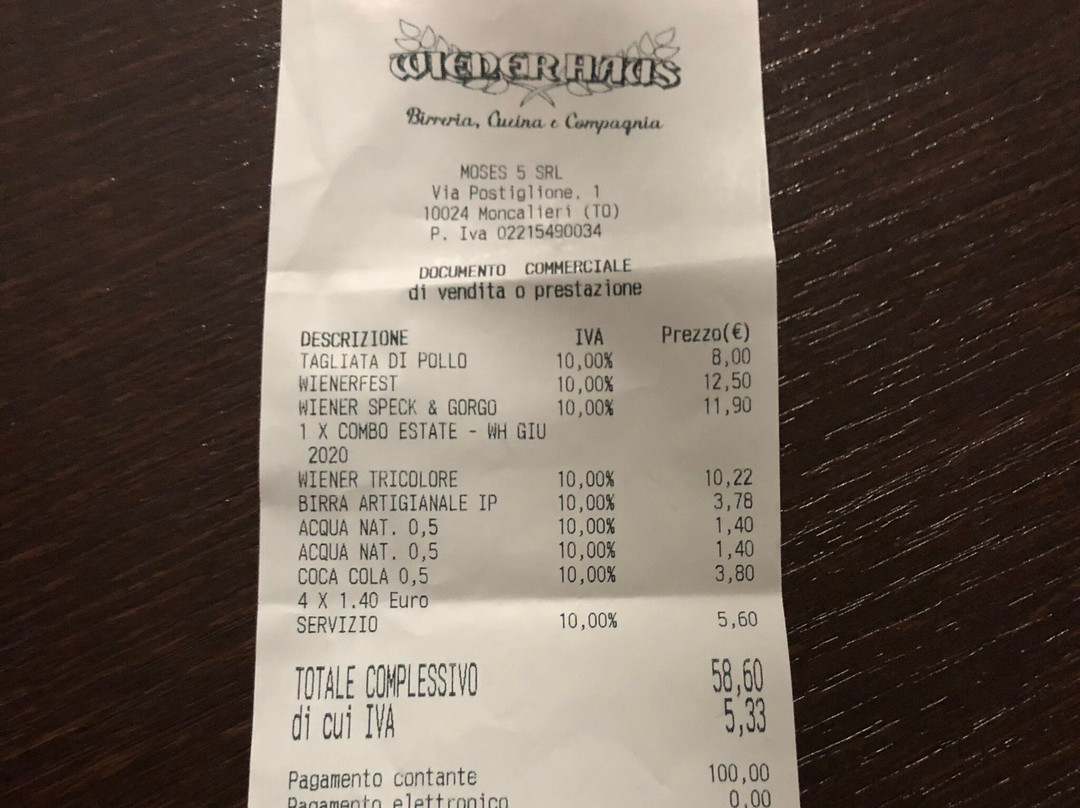 WIENER HAUS
Birreria, Cucina e Compagnia
MOSES 5 SRL
Via Postiglione, 1
10024 Moncalieri (TO)
P. Iva 02215490034
DOCUMENTO COMMERCIALE
di vendita o prestazione
DESCRIZIONE IVA Prezzo(€)
TAGLIATA DI POLLO 10,00% 8,00
WIENERFEST 10,00% 12,50
WIENER SPECK & GORGO 10,00% 11,90
1 X COMBO ESTATE - WH GIU
2020
WIENER TRICOLORE 10,00% 10,22
BIRRA ARTIGIANALE IP 10,00% 3,78
ACQUA NAT. 0,5 10,00% 1,40
ACQUA NAT. 0,5 10,00% 1,40
COCA COLA 0,5 10,00% 3,80
4 X 1.40 Euro
SERVIZIO 10,00% 5,60
TOTALE COMPLESSIVO 58,60
di cui IVA 5,33
Pagamento contante 100,00
Pagamento elettronico 0,00